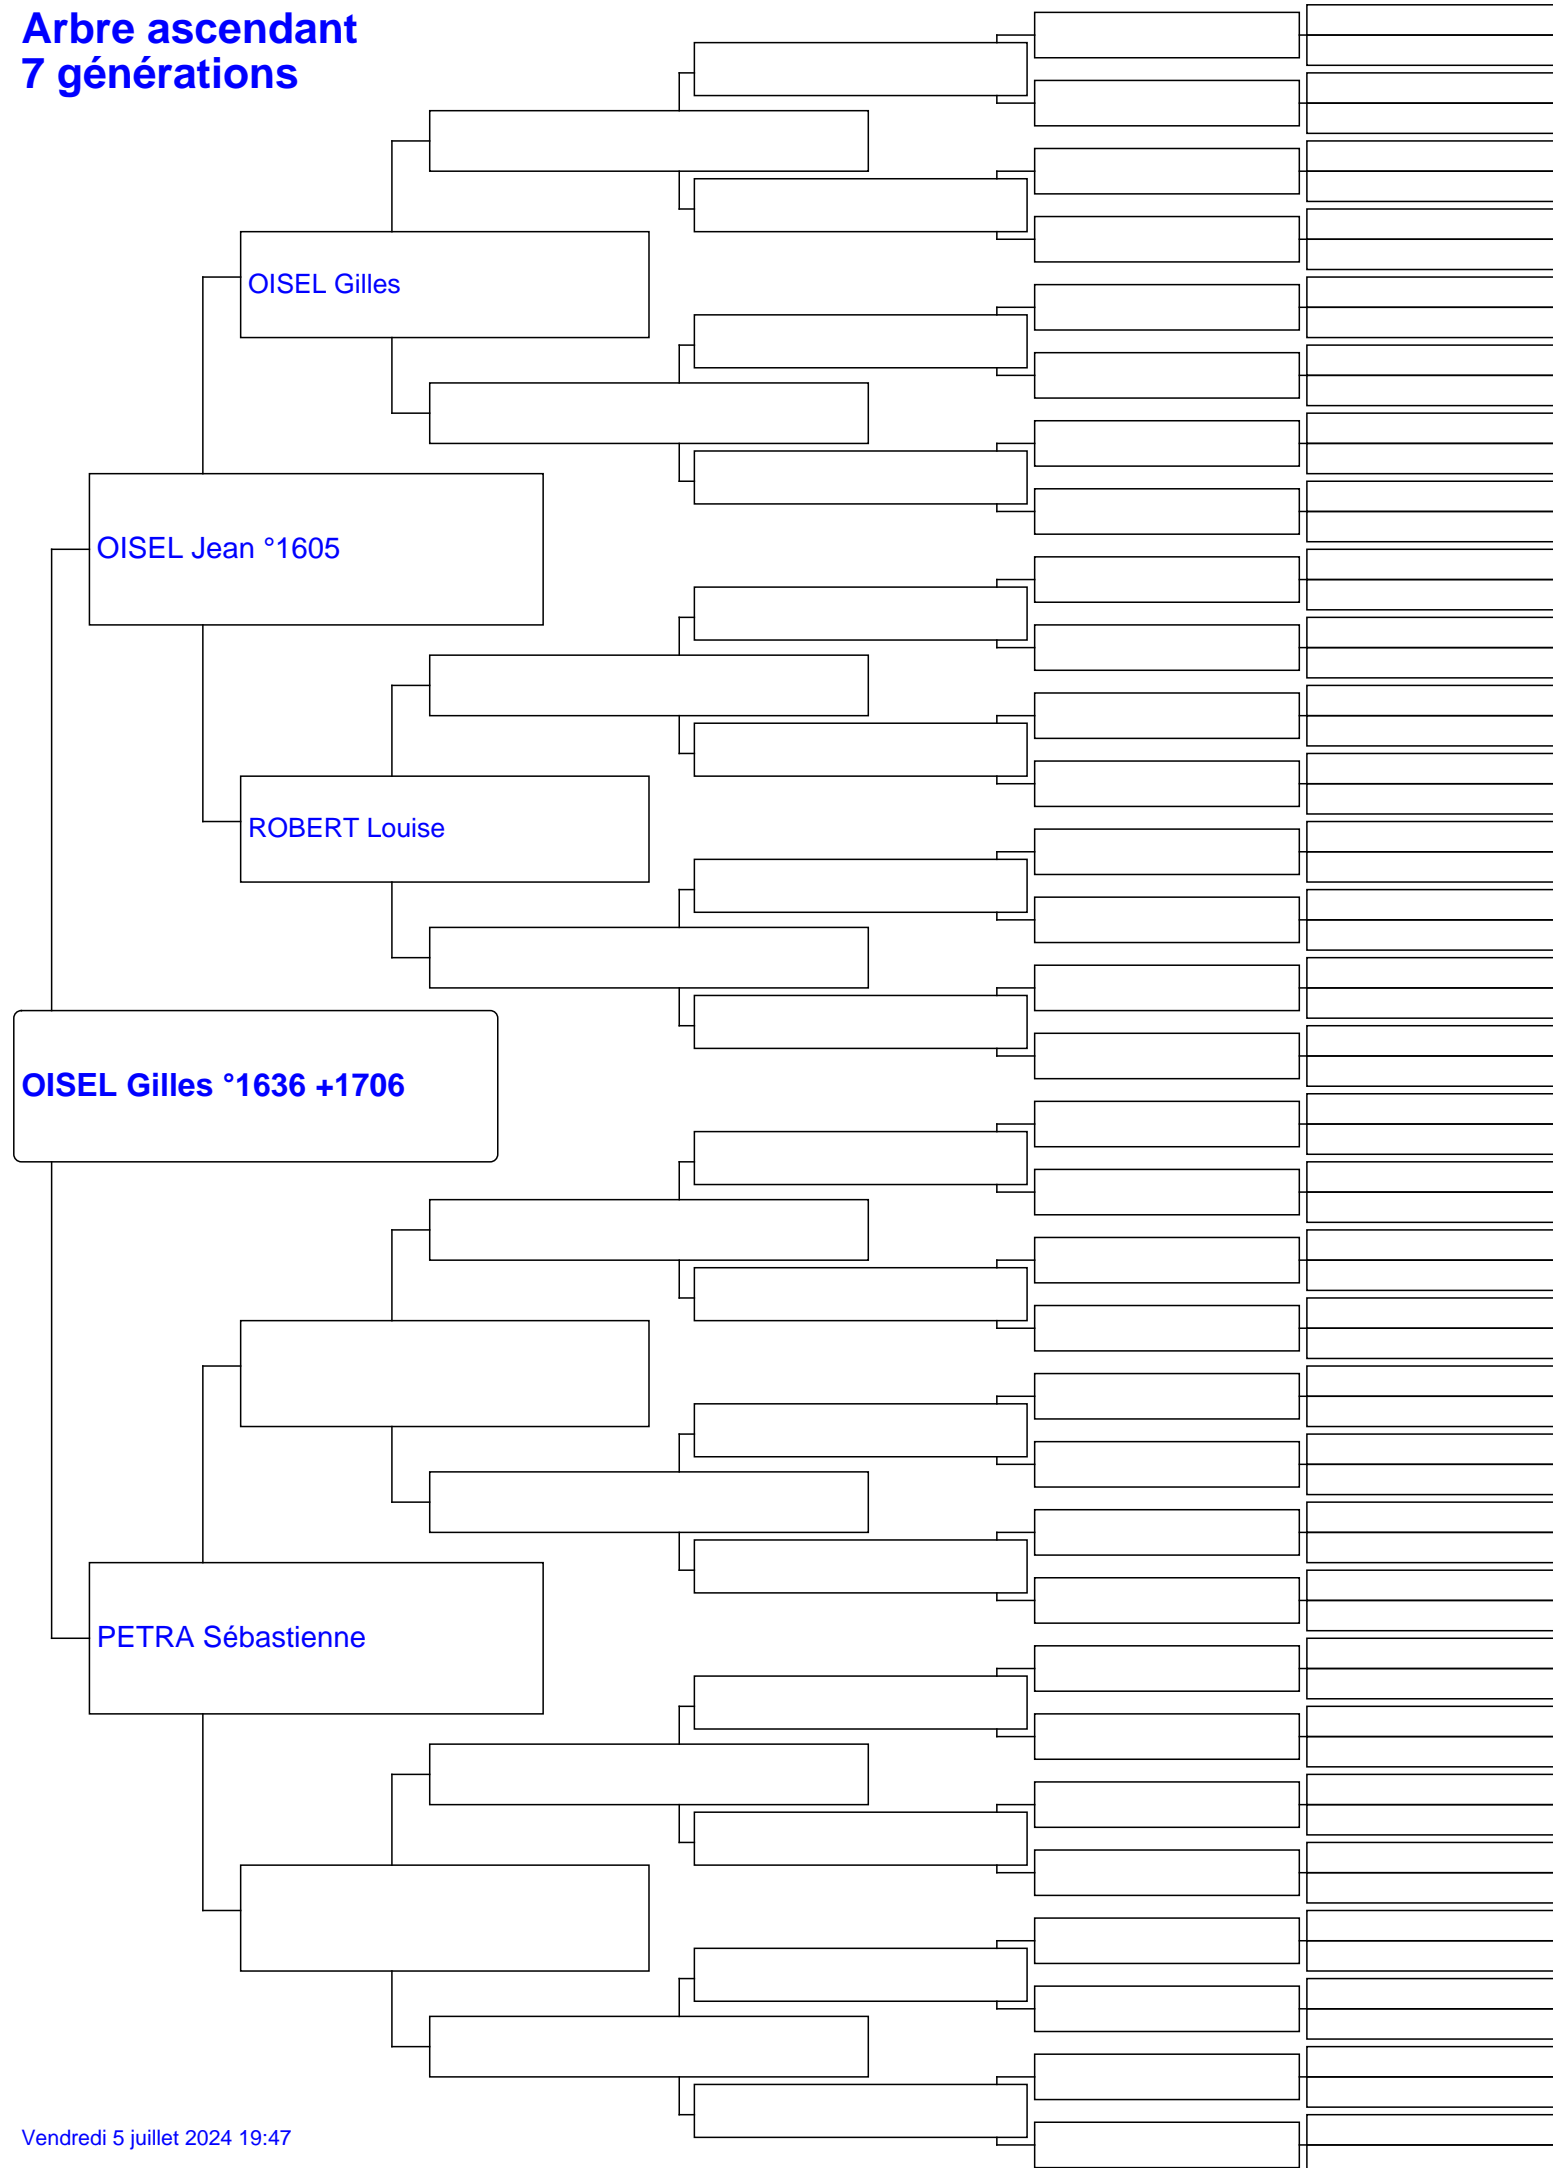 Arbre ascendant
7 générations
OISEL Gilles
OISEL Jean °1605
ROBERT Louise
OISEL Gilles °1636 +1706
PETRA Sébastienne
Vendredi 5 juillet 2024 19:47